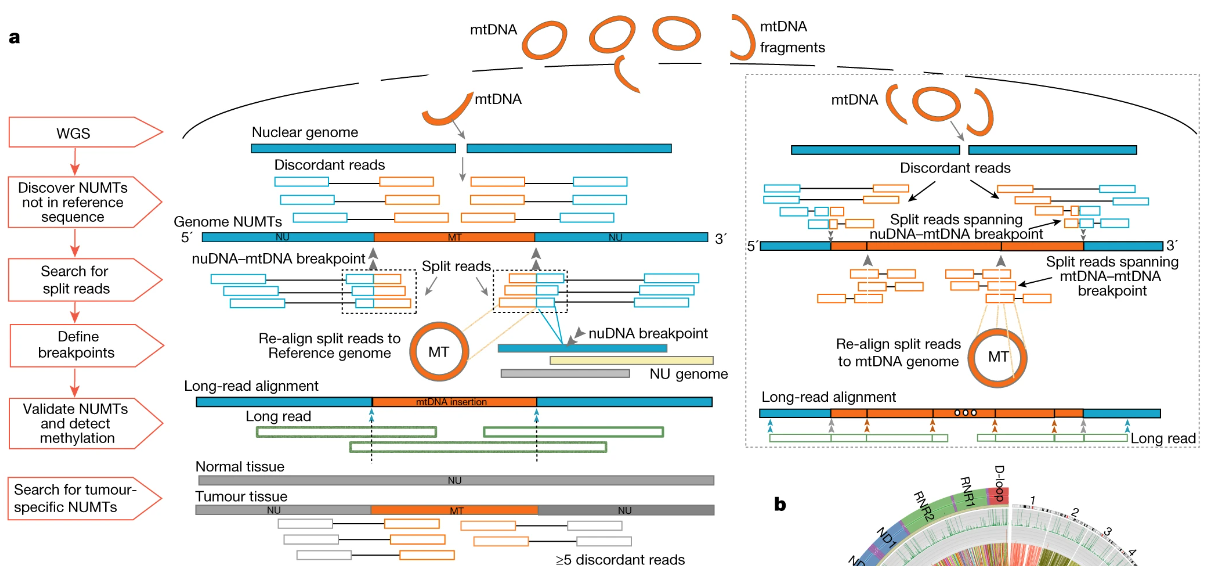 a
mtDNA
mtDNA
fragments
WGS
Discover NUMTs
not in reference
sequence
Search for
split reads
Define
breakpoints
Validate NUMTs
and detect
methylation
Search for tumour-
specific NUMTs
mtDNA
Nuclear genome
Discordant reads
Genome NUMTs
5´
NU
MT
NU
3´
nuDNA–mtDNA breakpoint
Split reads
Re-align split reads to
Reference genome
MT
nuDNA breakpoint
NU genome
Long-read alignment
mtDNA insertion
Long read
Normal tissue
NU
Tumour tissue
NU
MT
NU
≥5 discordant reads
mtDNA
Discordant reads
Split reads spanning
nuDNA–mtDNA breakpoint
5´
3´
Split reads spanning
mtDNA–mtDNA
breakpoint
Re-align split reads
to mtDNA genome
MT
Long-read alignment
Long read
b
ND1
RNR2
RNR1
D-loop
1
2
3
4